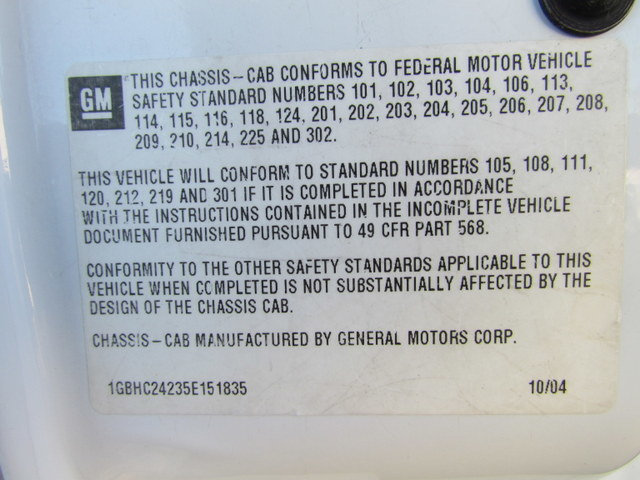 GM
THIS CHASSIS-CAB CONFORMS TO FEDERAL MOTOR VEHICLE
SAFETY STANDARD NUMBERS 101, 102, 103, 104, 106, 113,
114, 115, 116, 118, 124, 201, 202, 203, 204, 205, 206, 207, 208,
209, 210, 214, 225 AND 302.
THIS VEHICLE WILL CONFORM TO STANDARD NUMBERS 105, 108, 111,
120, 212, 219 AND 301 IF IT IS COMPLETED IN ACCORDANCE
WITH THE INSTRUCTIONS CONTAINED IN THE INCOMPLETE VEHICLE
DOCUMENT FURNISHED PURSUANT TO 49 CFR PART 568.
CONFORMITY TO THE OTHER SAFETY STANDARDS APPLICABLE TO THIS
VEHICLE WHEN COMPLETED IS NOT SUBSTANTIALLY AFFECTED BY THE
DESIGN OF THE CHASSIS CAB.
CHASSIS-CAB MANUFACTURED BY GENERAL MOTORS CORP.
1GBHC24235E151835 10/04